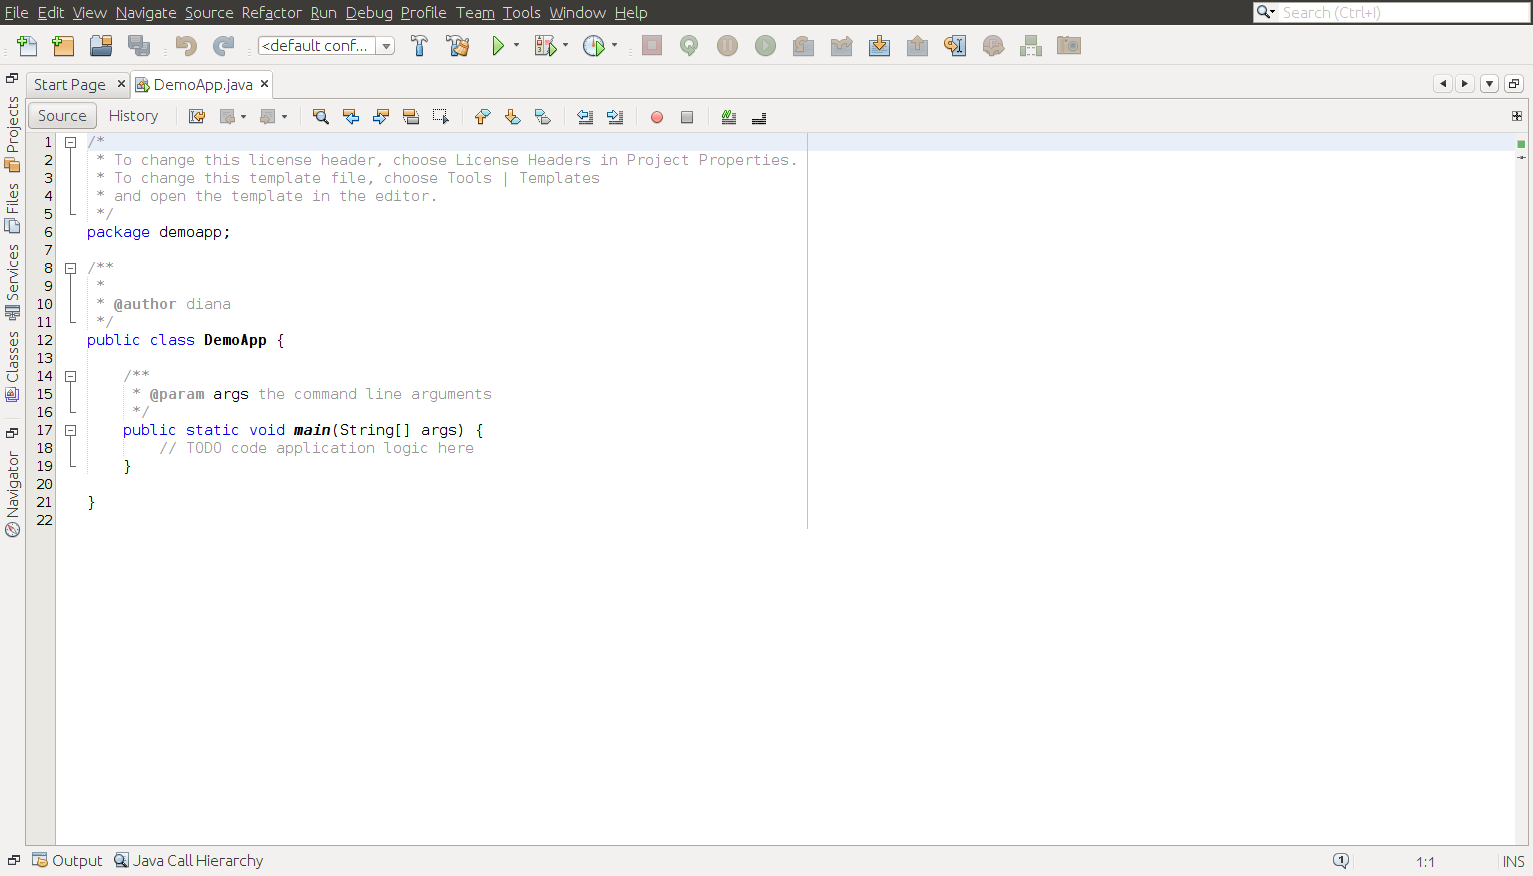 File Edit View Navigate Source Refactor Run Debug Profile Team Tools Window Help
Search (Ctrl+I)
<default conf...
Start Page
DemoApp.java
Source History
Projects
Files
Services
Classes
Navigator
1 /*
2 * To change this license header, choose License Headers in Project Properties.
3 * To change this template file, choose Tools | Templates
4 * and open the template in the editor.
5 */
6 package demoapp;
7
8 /**
9 *
10 * @author diana
11 */
12 public class DemoApp {
13
14 /**
15 * @param args the command line arguments
16 */
17 public static void main(String[] args) {
18 // TODO code application logic here
19 }
20
21 }
22
Output Java Call Hierarchy
1
1:1
INS